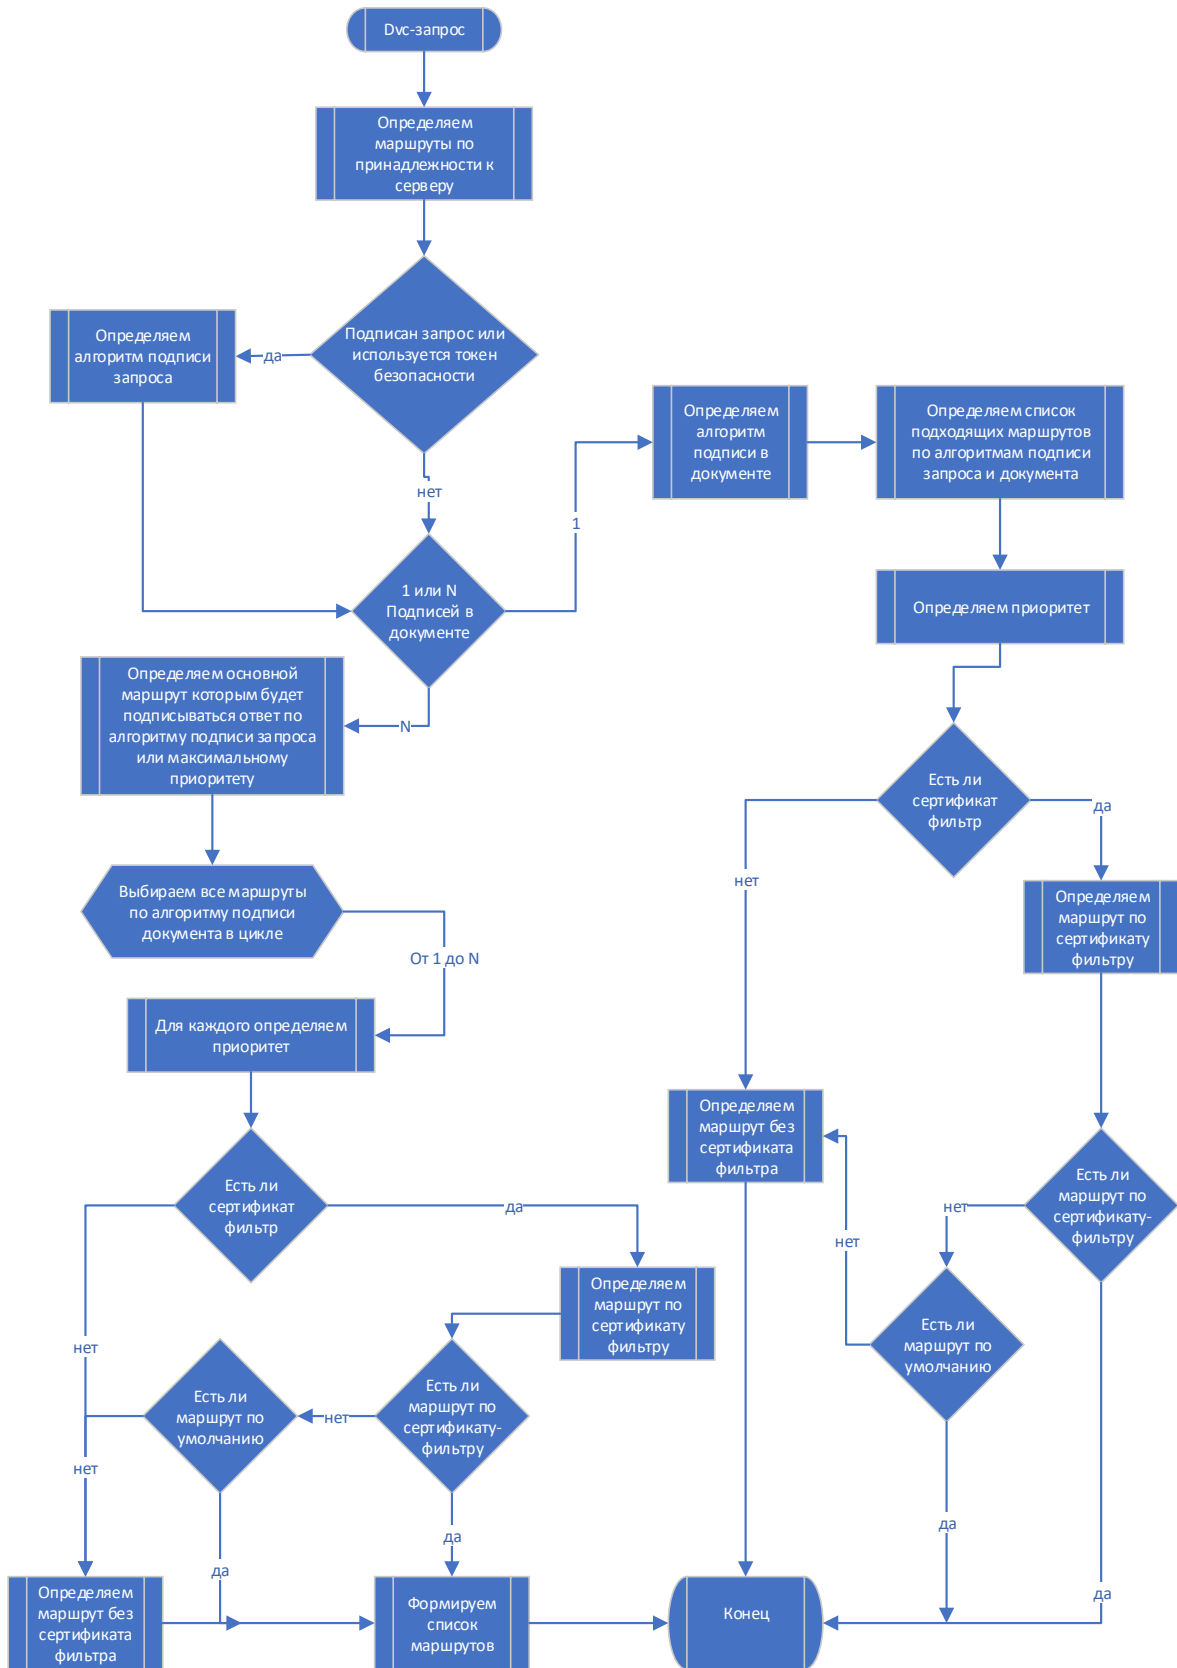 Dvc-запрос
Определяем
маршруты по
принадлежности к
серверу
Подписан запрос или
используется токен
безопасности
да
Определяем
алгоритм подписи
запроса
нет
1 или N
Подписей в
документе
1
Определяем
алгоритм
подписи в
документе
Определяем список
подходящих маршрутов
по алгоритмам подписи
запроса и документа
Определяем приоритет
N
Определяем основной
маршрут которым будет
подписываться ответ по
алгоритму подписи запроса
или максимальному
приоритету
Выбираем все маршруты
по алгоритму подписи
документа в цикле
От 1 до N
Для каждого определяем
приоритет
Есть ли
сертификат
фильтр
да
нет
Определяем
маршрут по
сертификату
фильтру
Определяем
маршрут без
сертификата
фильтра
Есть ли
маршрут по
сертификату-
фильтру
нет
нет
Есть ли
маршрут по
умолчанию
да
да
Есть ли
сертификат
фильтр
да
нет
Определяем
маршрут по
сертификату
фильтру
Есть ли
маршрут по
сертификату-
фильтру
нет
Есть ли
маршрут по
умолчанию
нет
да
да
Определяем
маршрут без
сертификата
фильтра
Формируем
список
маршрутов
Конец